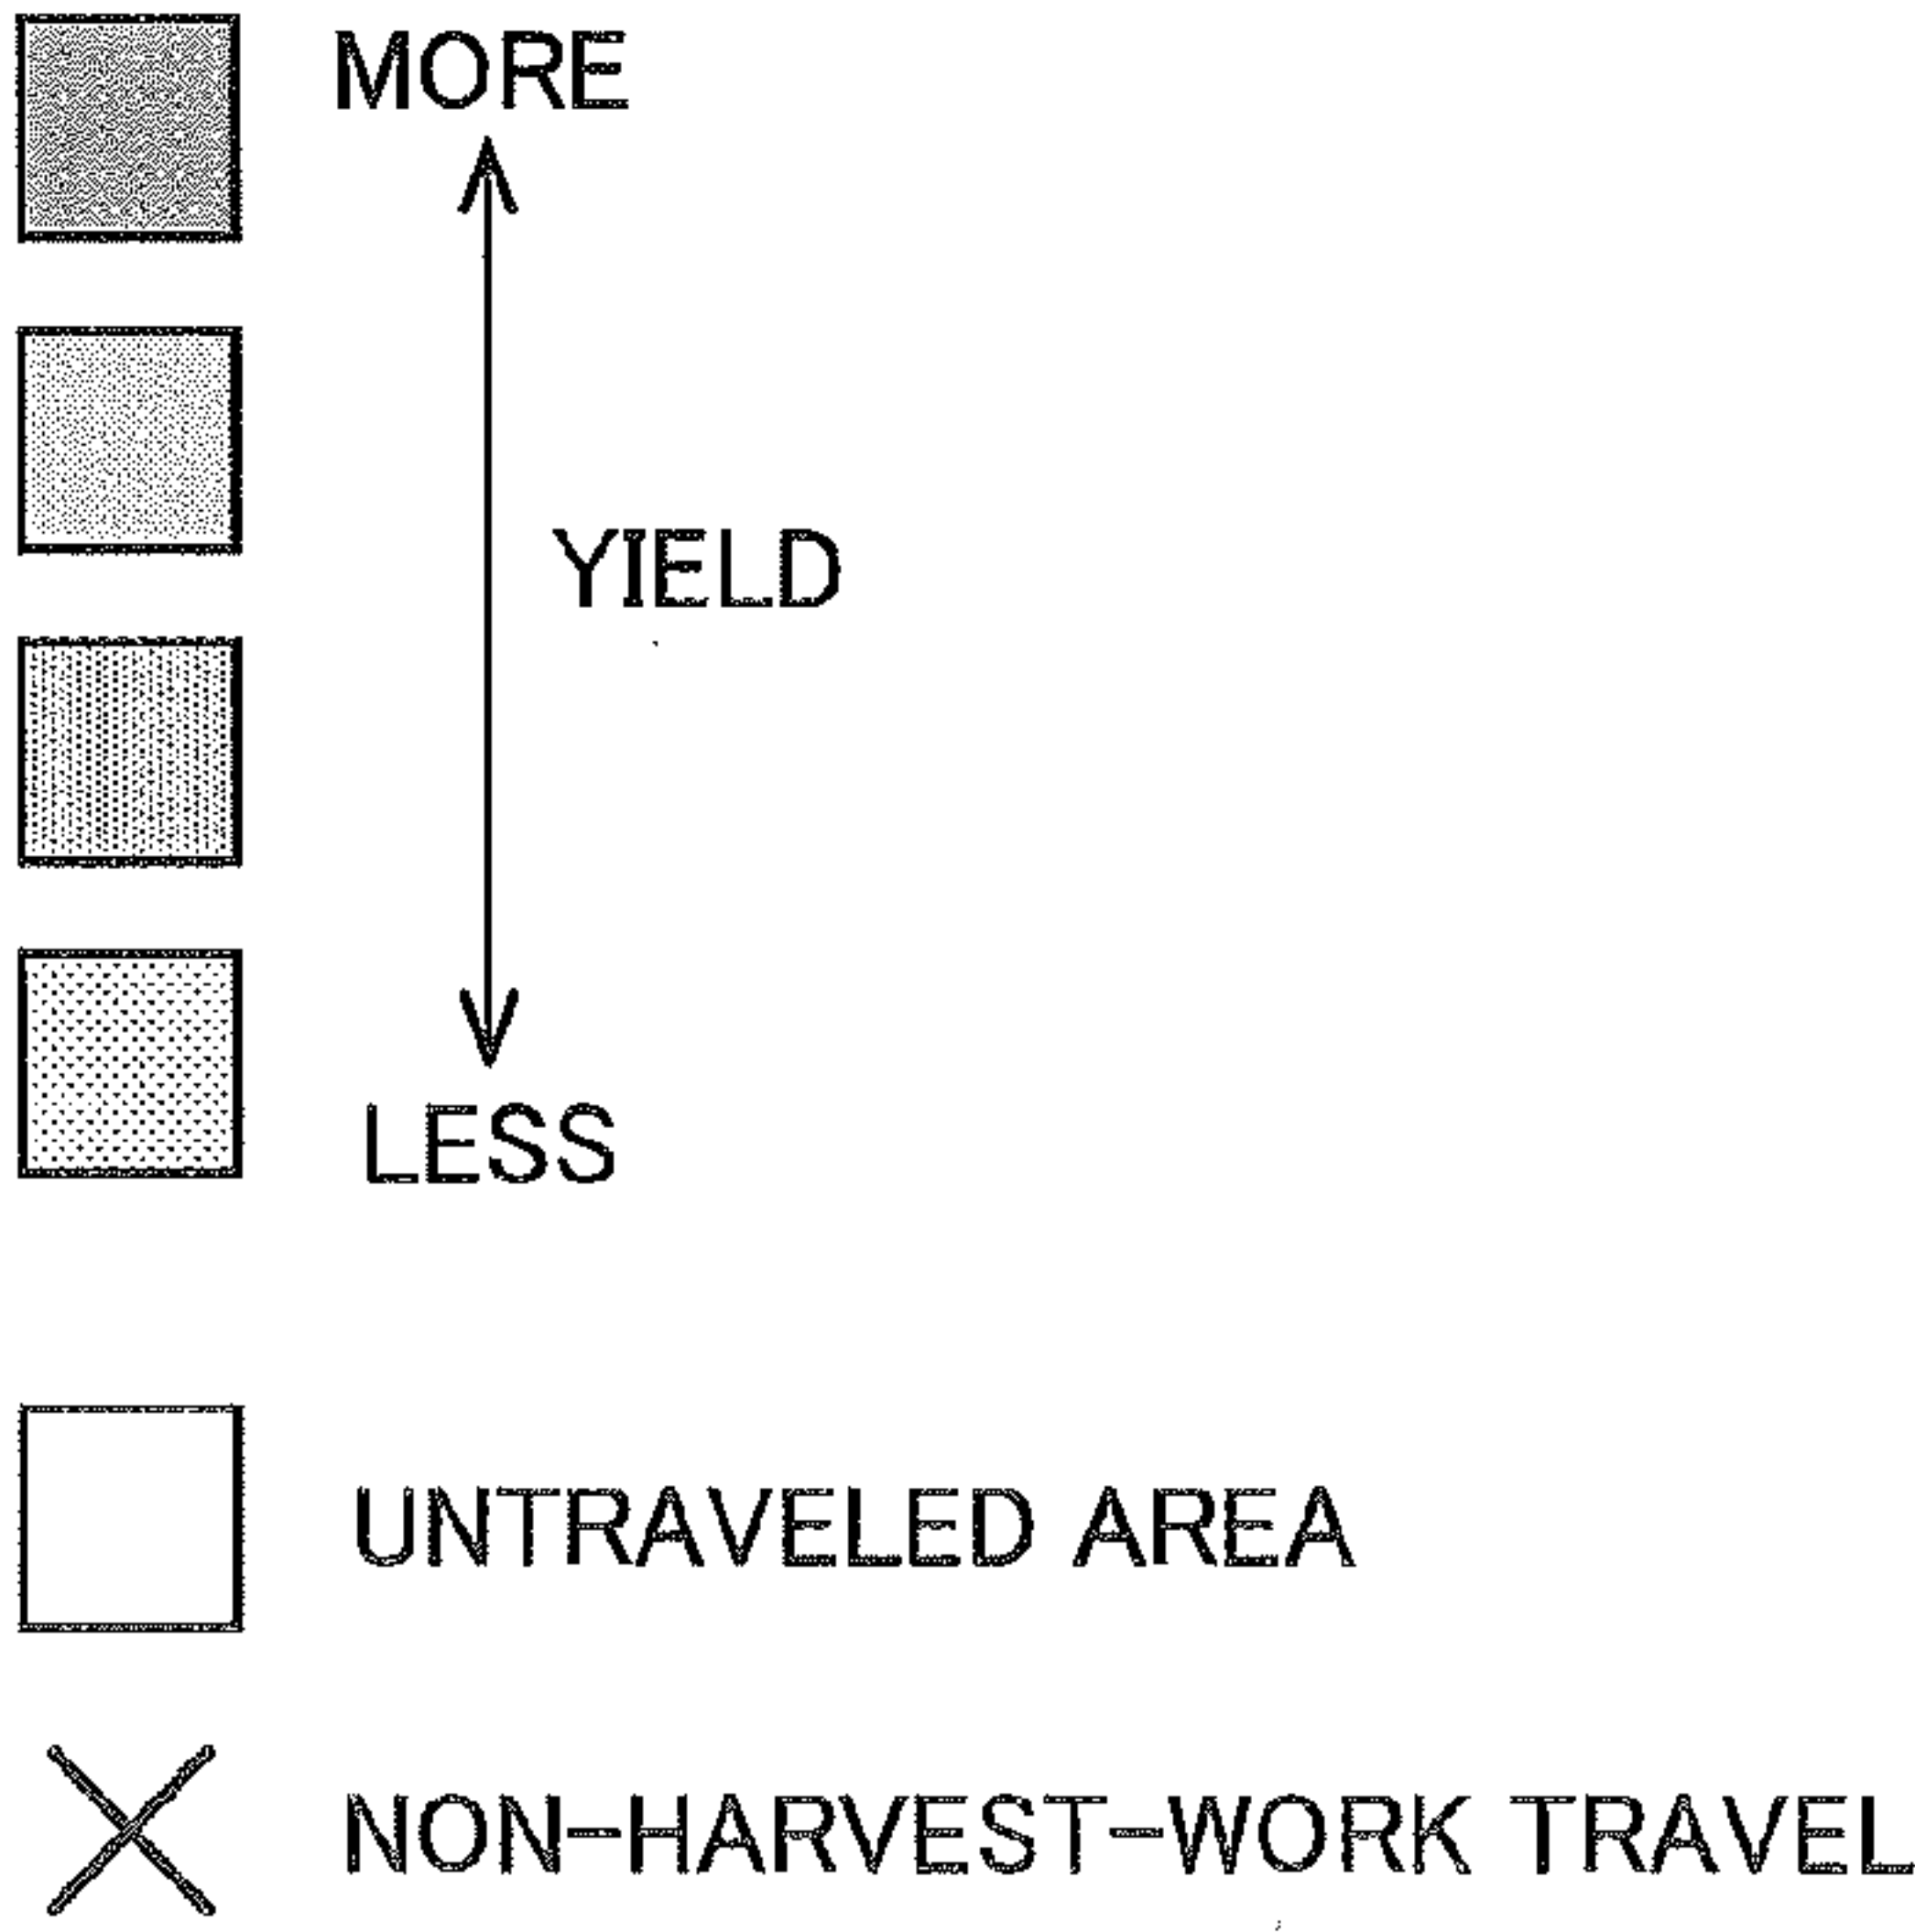 MORE
YIELD
LESS
UNTRAVELED AREA
NON-HARVEST-WORK TRAVEL